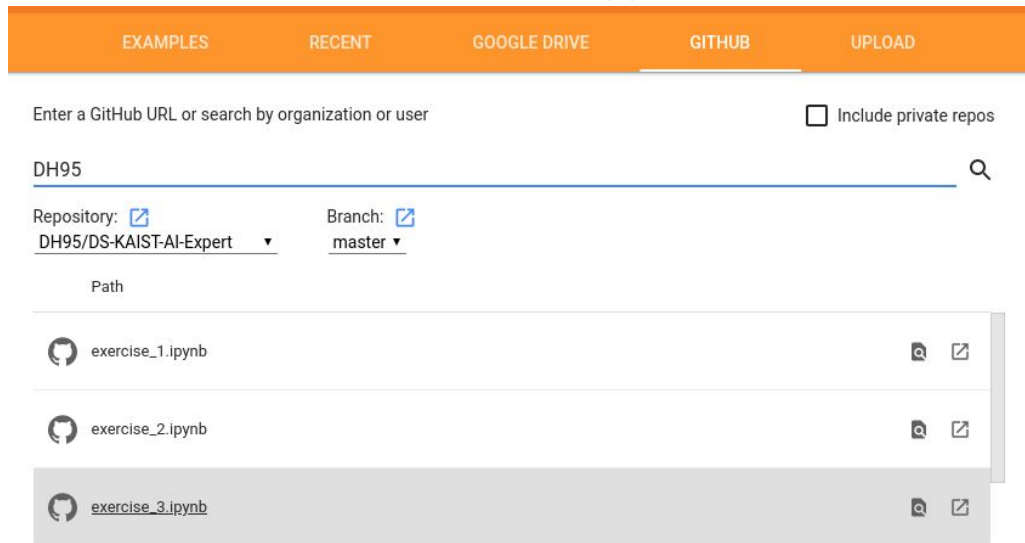 EXAMPLES RECENT GOOGLE DRIVE GITHUB UPLOAD
Enter a GitHub URL or search by organization or user Include private repos
DH95
Repository: Branch:
DH95/DS-KAIST-AI-Expert master
Path
exercise_1.ipynb
exercise_2.ipynb
exercise_3.ipynb